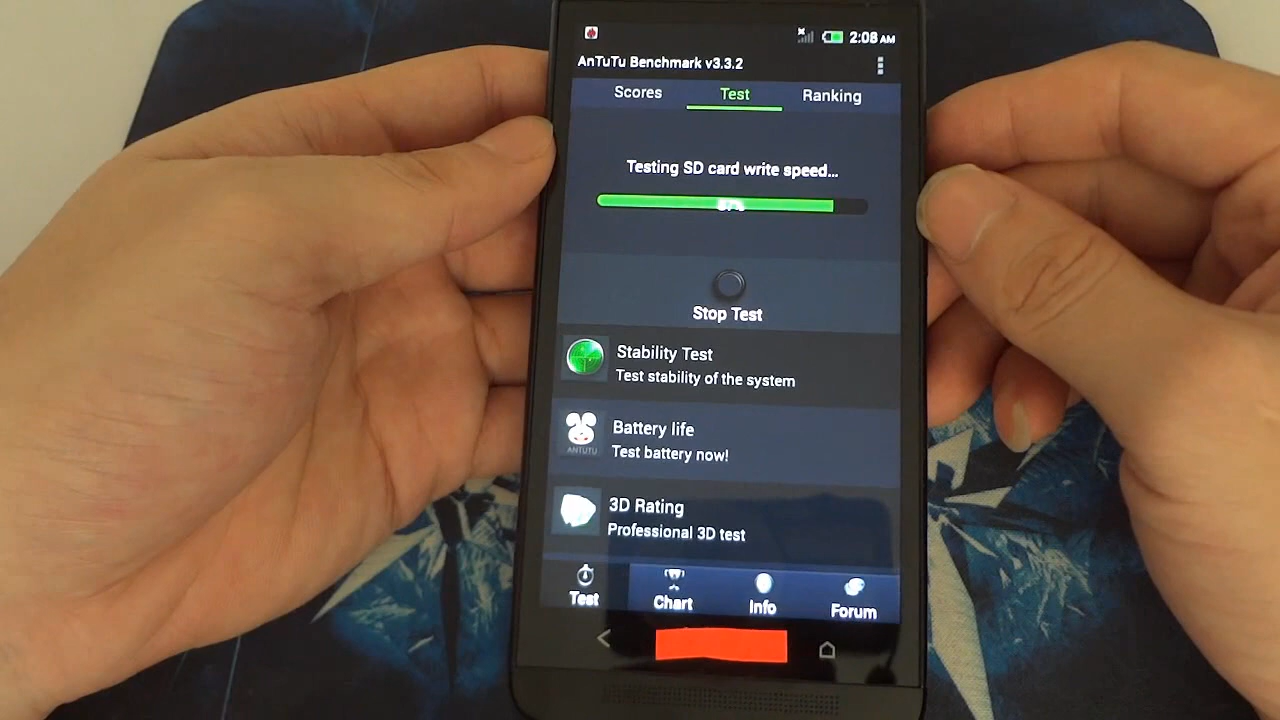 2:08 AM
AnTuTu Benchmark v3.3.2
Scores Test Ranking
Testing SD card write speed...
87%
Stop Test
Stability Test
Test stability of the system
Battery life
Test battery now!
ANTUTU
3D Rating
Professional 3D test
Test Chart Info Forum